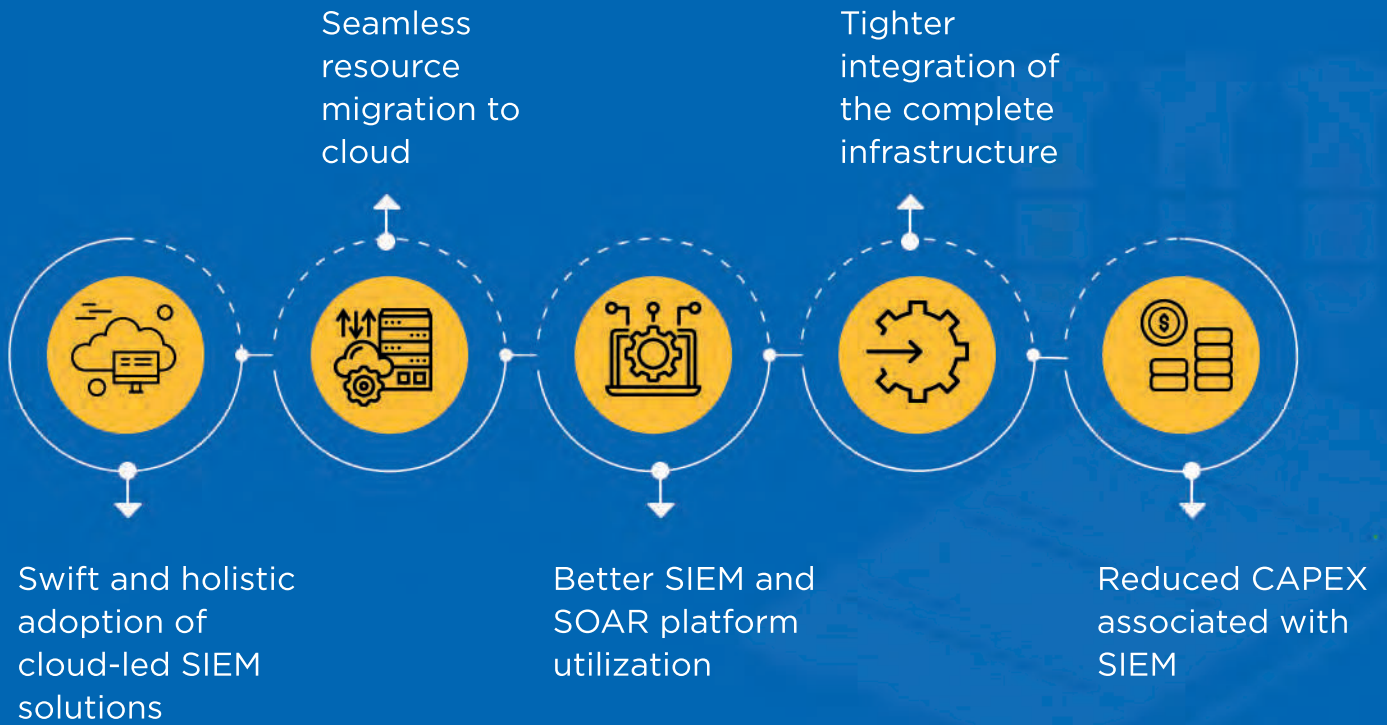 Seamless
resource
migration to
cloud
Tighter
integration of
the complete
infrastructure
$
Swift and holistic
adoption of
cloud-led SIEM
solutions
Better SIEM and
SOAR platform
utilization
Reduced CAPEX
associated with
SIEM